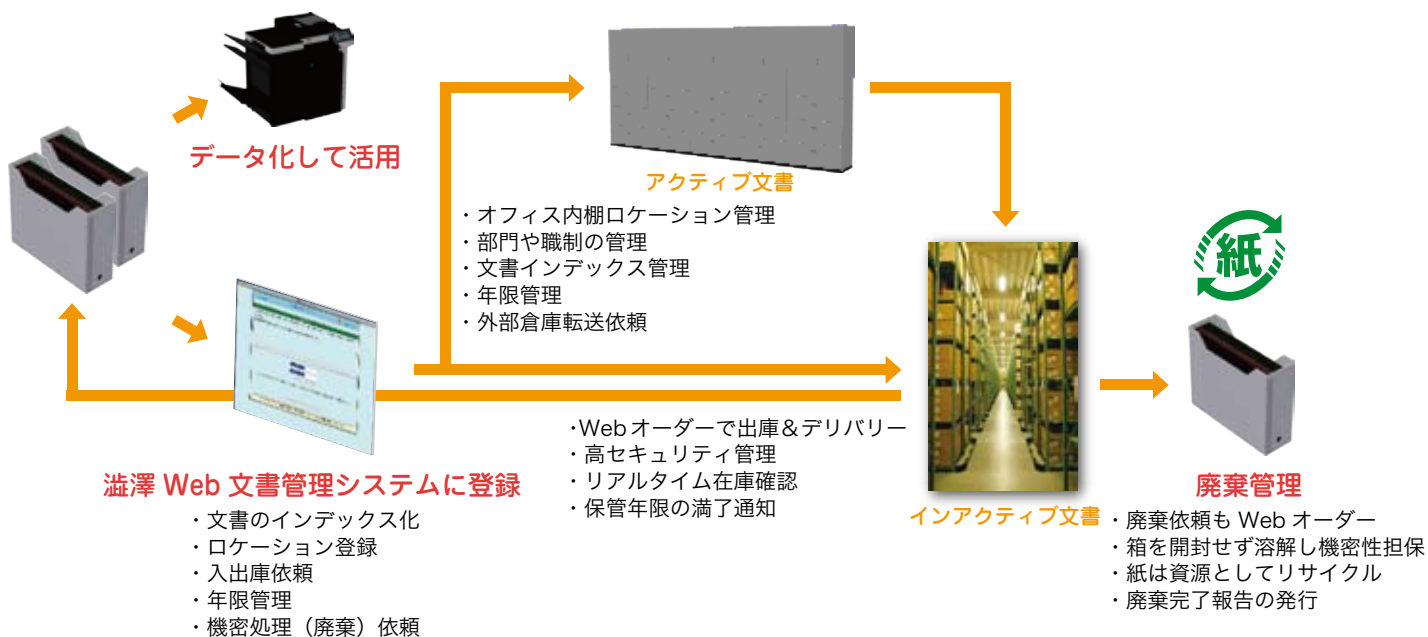 データ化して活用
アクティブ文書
・オフィス内棚ロケーション管理
・部門や職制の管理
・文書インデックス管理
・年限管理
・外部倉庫転送依頼
紙
澁澤 Web 文書管理システムに登録
・文書のインデックス化
・ロケーション登録
・入出庫依頼
・年限管理
・機密処理（廃棄）依頼
・Webオーダーで出庫＆デリバリー
・高セキュリティ管理
・リアルタイム在庫確認
・保管年限の満了通知
インアクティブ文書
廃棄管理
・廃棄依頼も Web オーダー
・箱を開封せず溶解し機密性担保
・紙は資源としてリサイクル
・廃棄完了報告の発行